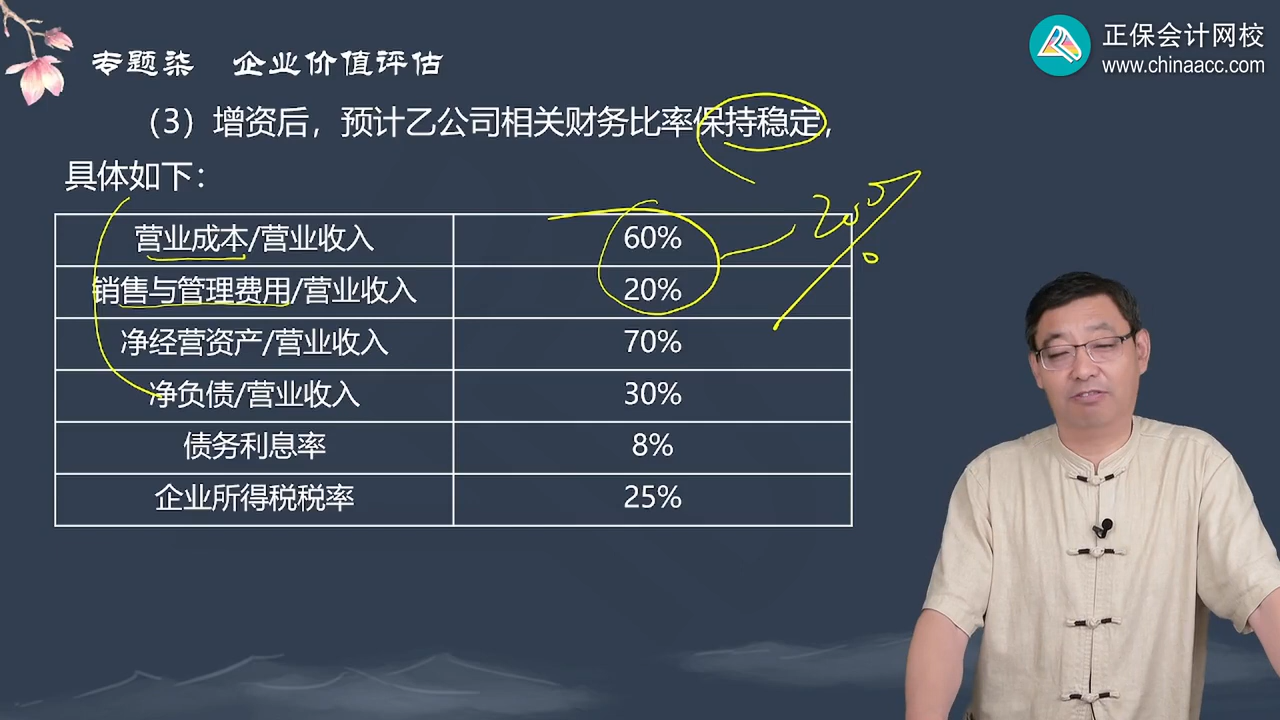 正保会计网校
www.chinaacc.com
专题柒 企业价值评估
（3）增资后，预计乙公司相关财务比率保持稳定，
具体如下：
营业成本/营业收入 60%
销售与管理费用/营业收入 20%
净经营资产/营业收入 70%
净负债/营业收入 30%
债务利息率 8%
企业所得税税率 25%